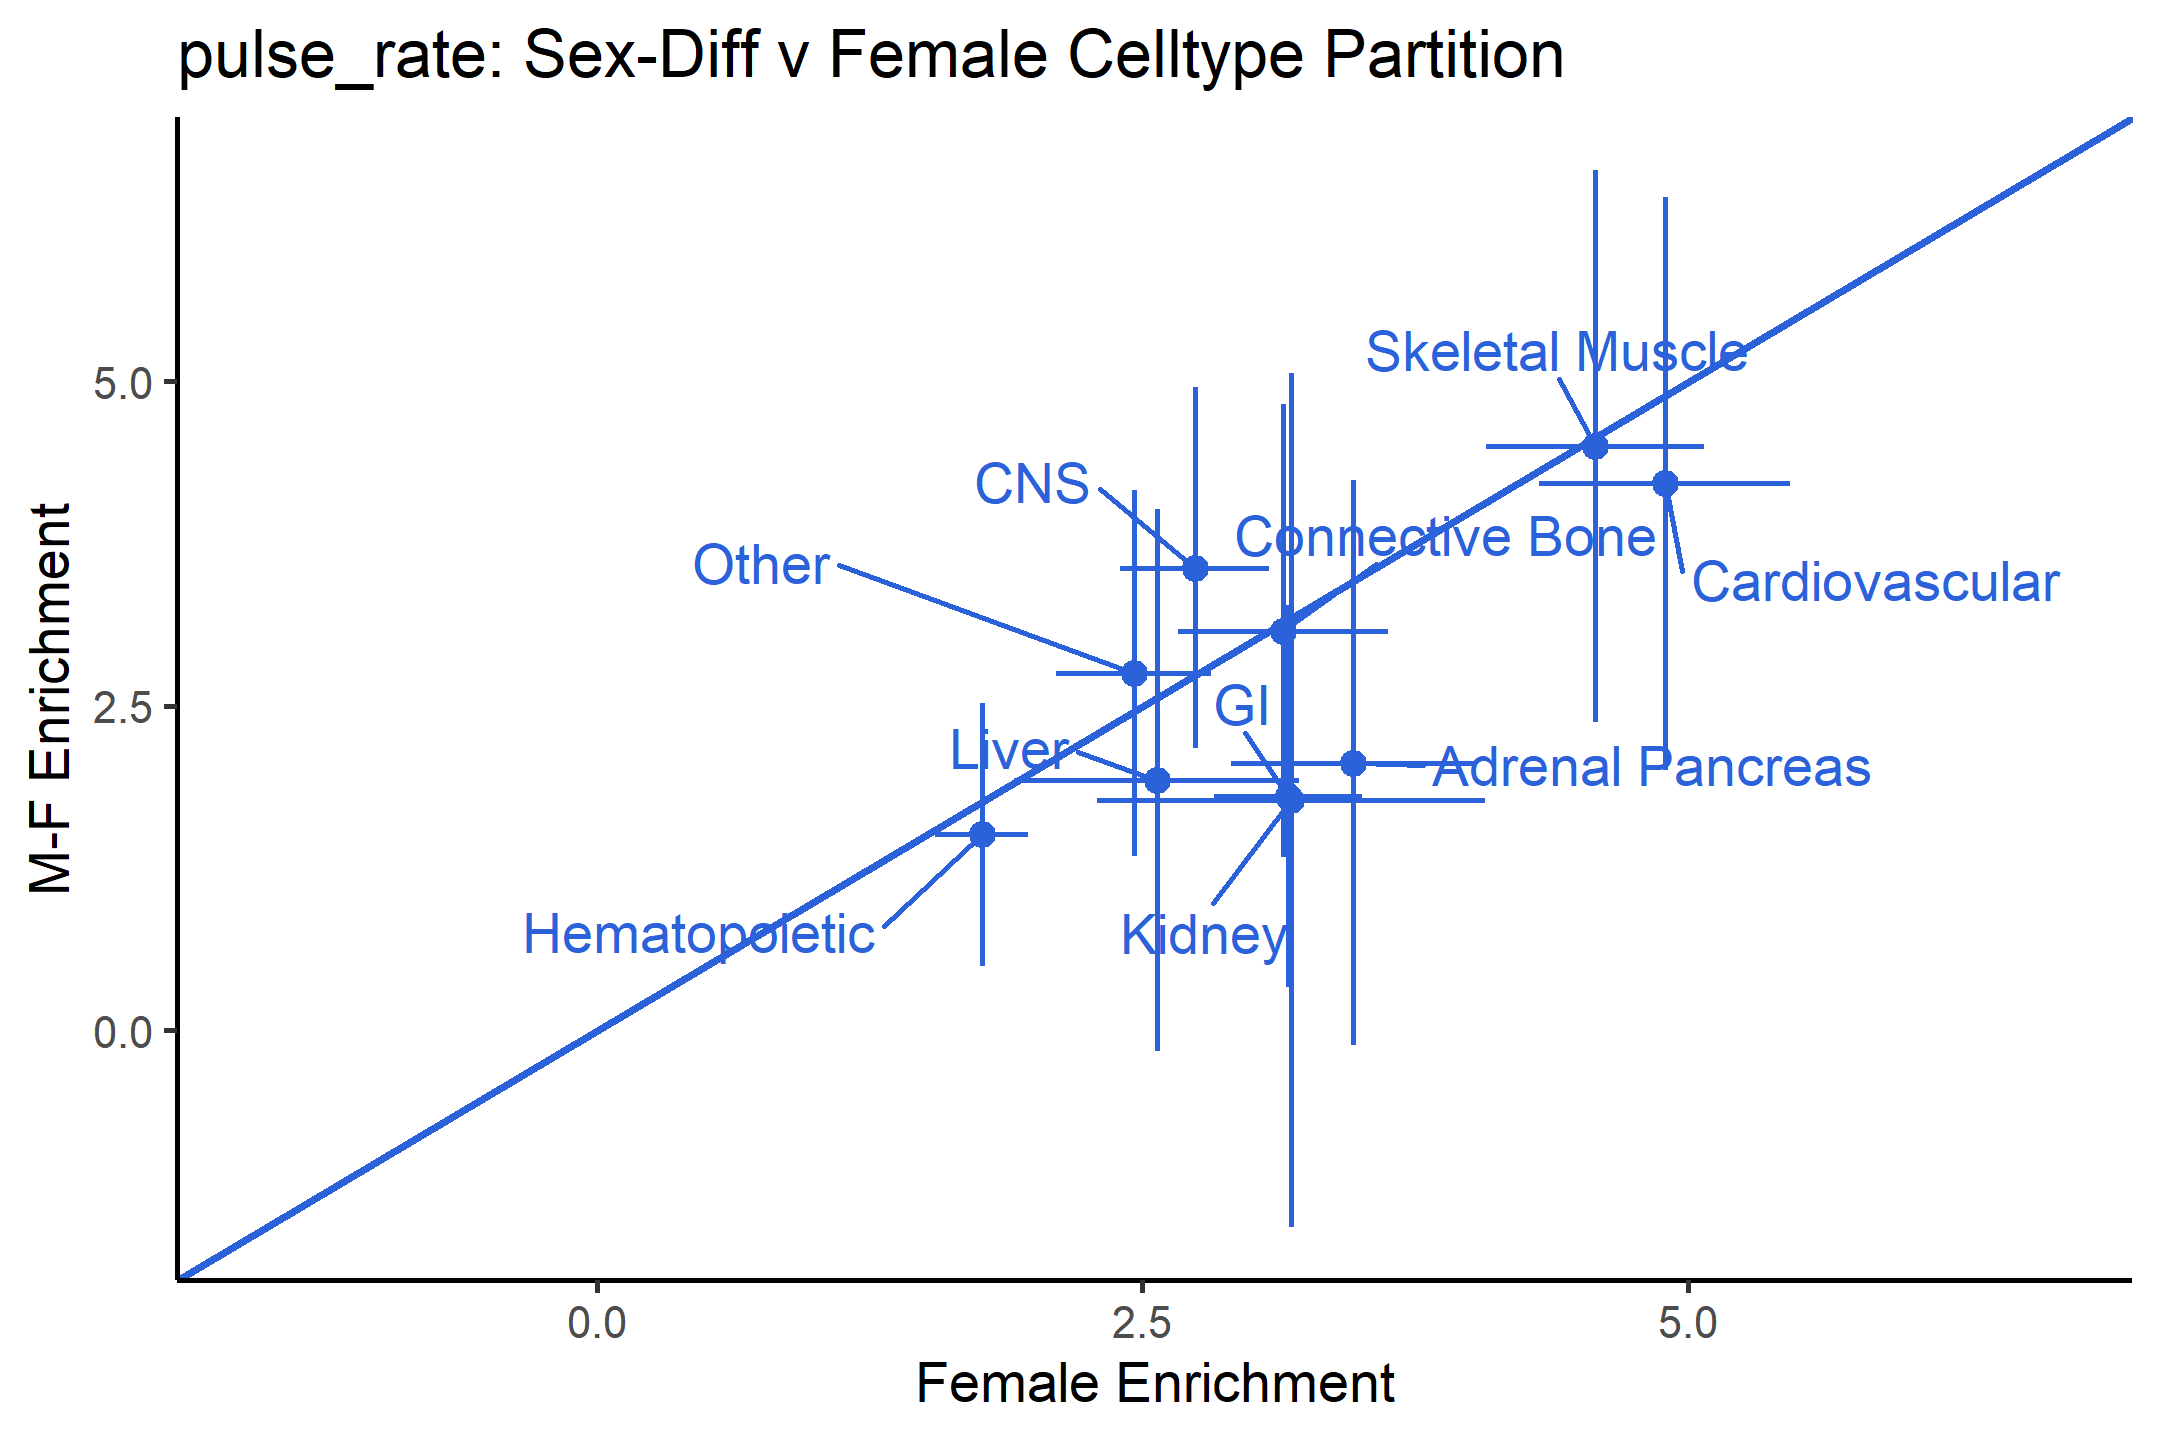 pulse_rate: Sex-Diff v Female Celltype Partition
M-F Enrichment
5.0
2.5
0.0
Skeletal Muscle
CNS
Connective Bone
Other
Cardiovascular
GI
Liver
Adrenal Pancreas
Hematopoietic
Kidney
0.0
2.5
5.0
Female Enrichment